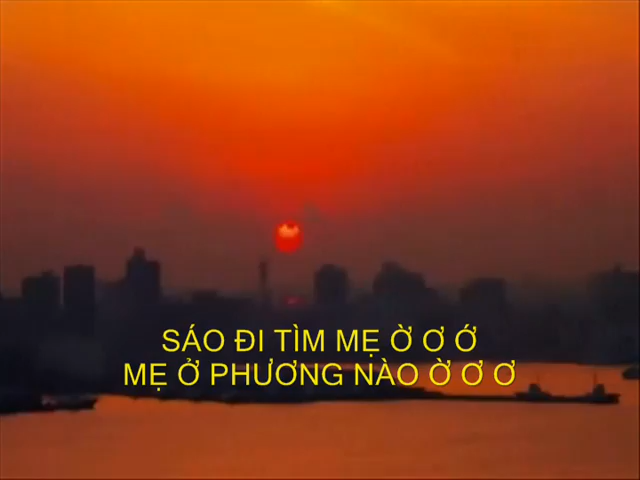 SÁO ĐI TÌM MẸ Ờ Ơ Ớ
MẸ Ở PHƯƠNG NÀO Ờ Ơ Ơ